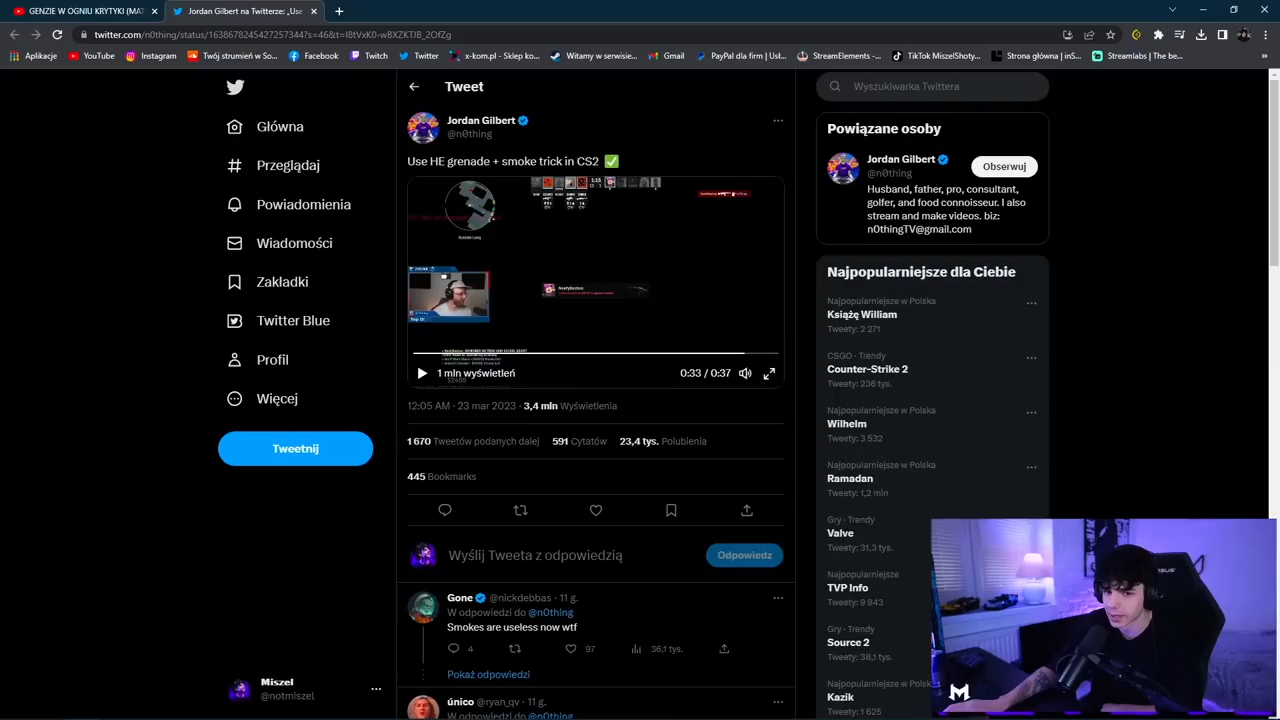 GENZIE W OGNIU KRYTYKI (MAT
Jordan Gilbert na Twitterze: „Use
twitter.com/n0thing/status/1638678245427257344?s=46&t=I8tVxK0-wBXZKTJB_2OfZg
Aplikacje
YouTube
Instagram
Twój strumień w So...
Facebook
Twitch
Twitter
x-kom.pl - Sklep ko...
Witamy w serwisie...
Gmail
PayPal dla firm | Usł...
StreamElements -...
TikTok MiszelShoty...
Strona główna | inS...
Streamlabs | The be...
Główna
Przeglądaj
Powiadomienia
Wiadomości
Zakładki
Twitter Blue
Profil
Więcej
Tweetnij
Miszel
@notmiszel
Tweet
Jordan Gilbert
@n0thing
Use HE grenade + smoke trick in CS2 ✅
1:15
1 mln wyświetleń
0:33 / 0:37
12:05 AM · 23 mar 2023 · 3,4 mln Wyświetlenia
1 670 Tweetów podanych dalej 591 Cytatów 23,4 tys. Polubienia
445 Bookmarks
Wyślij Tweeta z odpowiedzią
Odpowiedz
Gone @nickdebbas · 11 g.
W odpowiedzi do @n0thing
Smokes are useless now wtf
4
97
36,1 tys.
Pokaż odpowiedzi
único @ryan_qv · 11 g.
W odpowiedzi do @n0thing
Wyszukiwarka Twittera
Powiązane osoby
Jordan Gilbert
@n0thing
Obserwuj
Husband, father, pro, consultant,
golfer, and food connoisseur. I also
stream and make videos. biz:
n0thingTV@gmail.com
Najpopularniejsze dla Ciebie
Najpopularniejsze w Polska
Książę William
Tweety: 2 271
CSGO · Trendy
Counter-Strike 2
Tweety: 236 tys.
Najpopularniejsze w Polska
Wilhelm
Tweety: 3 532
Najpopularniejsze w Polska
Ramadan
Tweety: 1,2 mln
Gry · Trendy
Valve
Tweety: 31,3 tys.
Najpopularniejsze
TVP Info
Tweety: 9 943
Gry · Trendy
Source 2
Tweety: 38,1 tys.
Najpopularniejsze w Polsk
Kazik
Tweety: 1 625